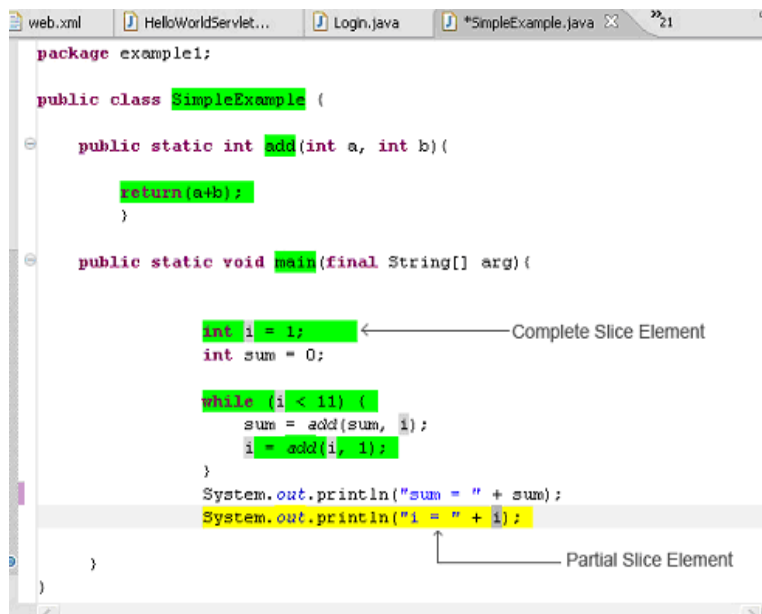 web.xml HelloWorldServlet... Login.java *SimpleExample.java 21
package example1;
public class SimpleExample {
public static int add(int a, int b){
return(a+b);
}
public static void main(final String[] arg){
int i = 1; Complete Slice Element
int sum = 0;
while (i < 11) {
sum = add(sum, i);
i = add(i, 1);
}
System.out.println("sum = " + sum);
System.out.println("i = " + i);
} Partial Slice Element
}